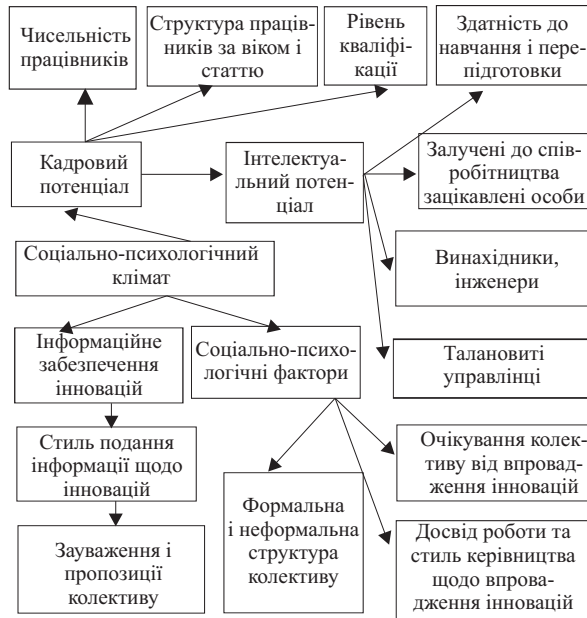 Чисельність
працівників
Структура праців-
ників за віком і
статтю
Рівень
кваліфі-
кації
Здатність до
навчання і пере-
підготовки
Кадровий
потенціал
Інтелекту-
альний потен-
ціал
Залучені до спів-
робітництва
зацікавлені особи
Соціально-психологічний
клімат
Винахідники,
інженери
Інформаційне
забезпечення
інновацій
Соціально-психо-
логічні фактори
Талановиті
управлінці
Стиль подання
інформації щодо
інновацій
Очікування колек-
тиву від впровад-
ження інновацій
Зауваження і
пропозиції
колективу
Формальна
і неформальна
структура
колективу
Досвід роботи та
стиль керівництва
щодо впрова-
дження інновацій